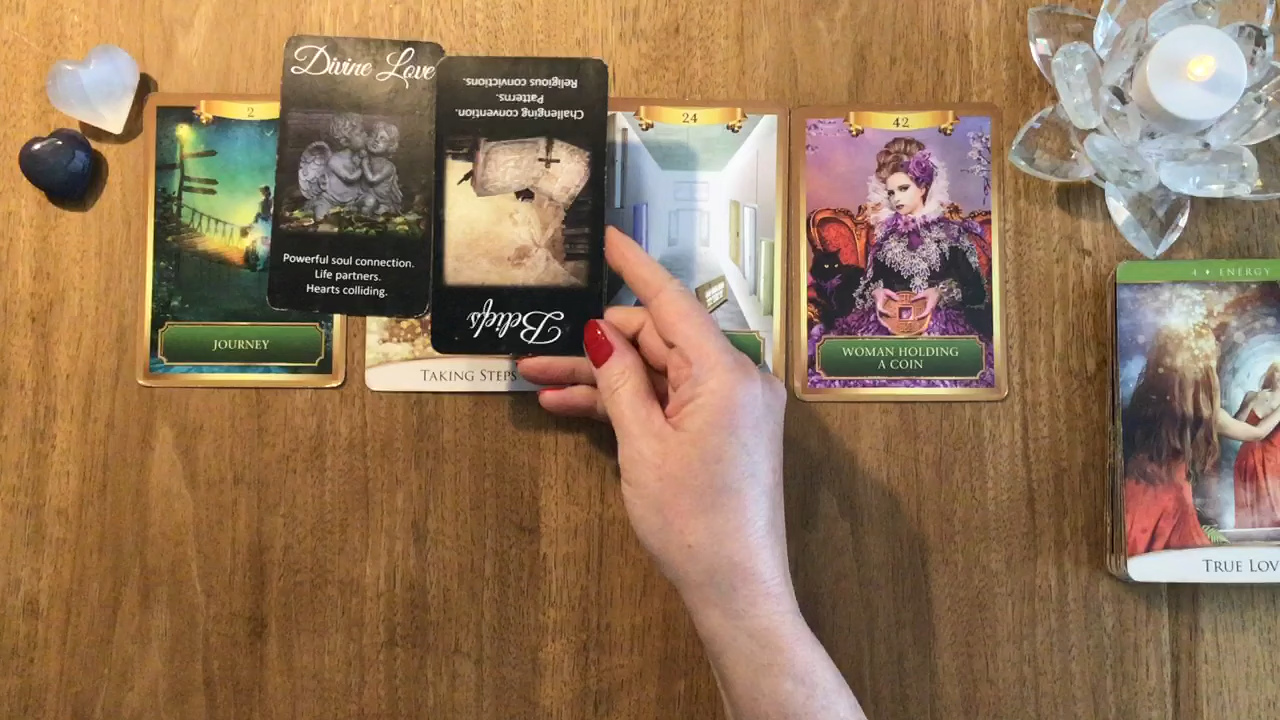 2
JOURNEY
Divine Love
Powerful soul connection.
Life partners.
Hearts colliding.
Beliefs
Challenging convention.
Patterns.
Religious convictions.
TAKING STEPS
24
42
WOMAN HOLDING
A COIN
4 ♦ ENERGY
TRUE LOV